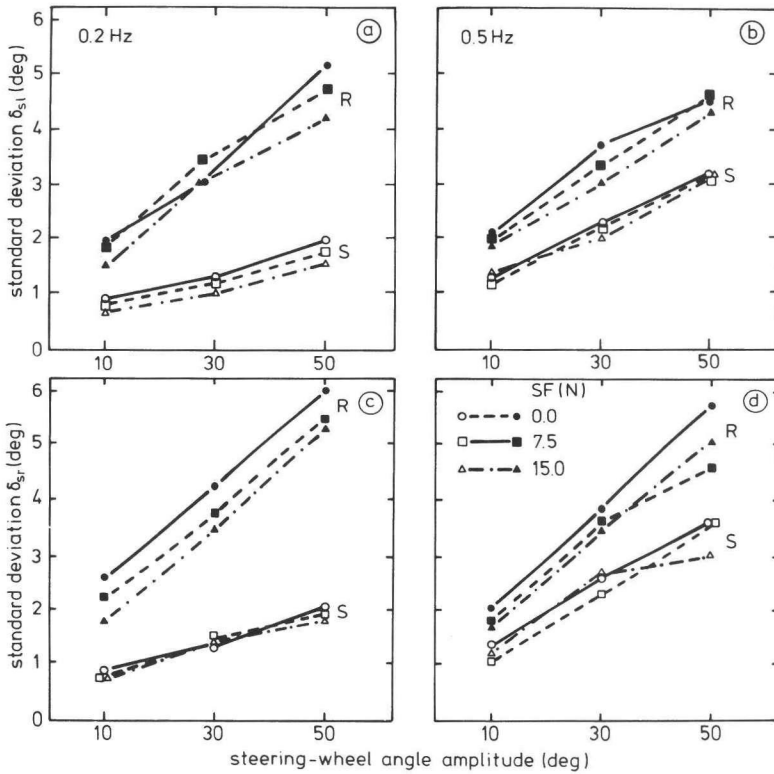 standard deviation δsl (deg)
6
5
4
3
2
1
0
0.2 Hz
a
R
S
10
30
50
0.5 Hz
b
R
S
10
30
50
standard deviation δsr (deg)
6
5
4
3
2
1
0
c
R
S
10
30
50
d
SF (N)
0.0
7.5
15.0
R
S
10
30
50
steering-wheel angle amplitude (deg)